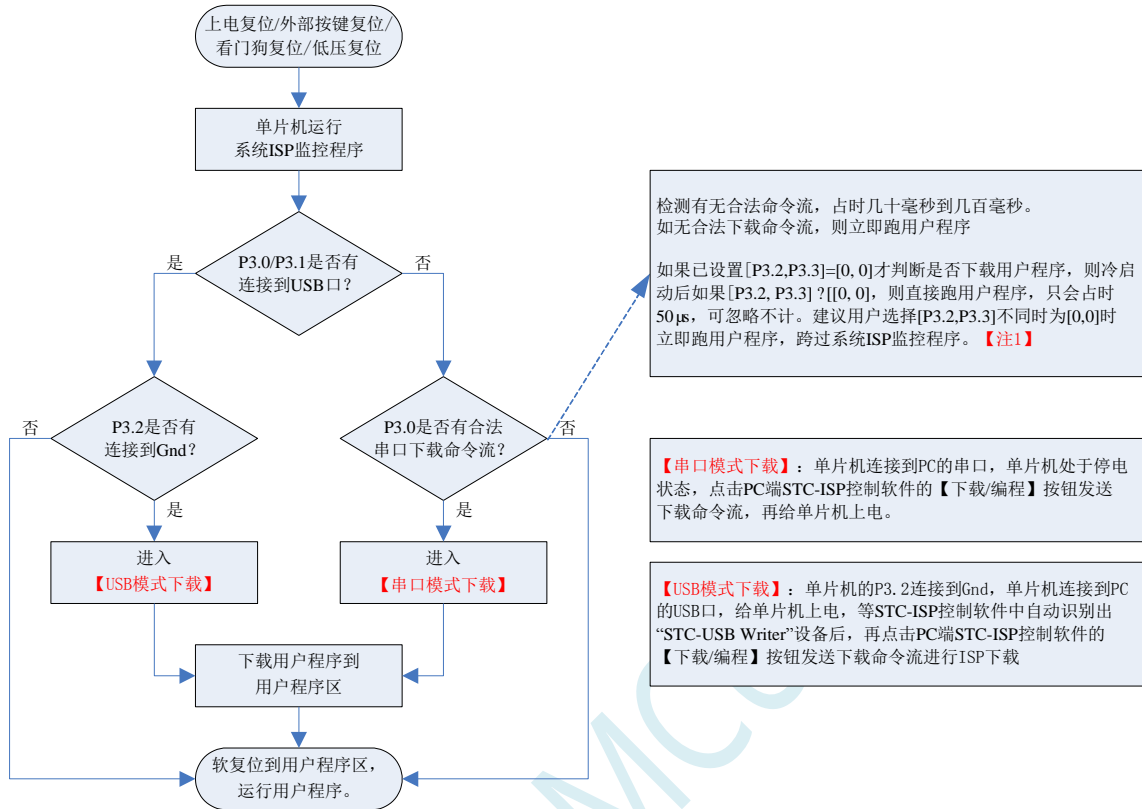 上电复位/外部按键复位/
看门狗复位/低压复位
单片机运行
系统ISP监控程序
P3.0/P3.1是否有
连接到USB口？
是
否
P3.2是否有
连接到Gnd？
否
是
P3.0是否有合法
串口下载命令流？
否
是
进入
【USB模式下载】
进入
【串口模式下载】
下载用户程序到
用户程序区
软复位到用户程序区，
运行用户程序。
检测有无合法命令流，占时几十毫秒到几百毫秒。
如无合法下载命令流，则立即跑用户程序
如果已设置[P3.2,P3.3]=[0, 0]才判断是否下载用户程序，则冷启
动后如果[P3.2, P3.3] ?[[0, 0]，则直接跑用户程序，只会占时
50μs，可忽略不计。建议用户选择[P3.2,P3.3]不同时为[0,0]时
立即跑用户程序，跨过系统ISP监控程序。【注1】
【串口模式下载】：单片机连接到PC的串口，单片机处于停电
状态，点击PC端STC-ISP控制软件的【下载/编程】按钮发送
下载命令流，再给单片机上电。
【USB模式下载】：单片机的P3.2连接到Gnd，单片机连接到PC
的USB口，给单片机上电，等STC-ISP控制软件中自动识别出
“STC-USB Writer”设备后，再点击PC端STC-ISP控制软件的
【下载/编程】按钮发送下载命令流进行ISP下载
MCU